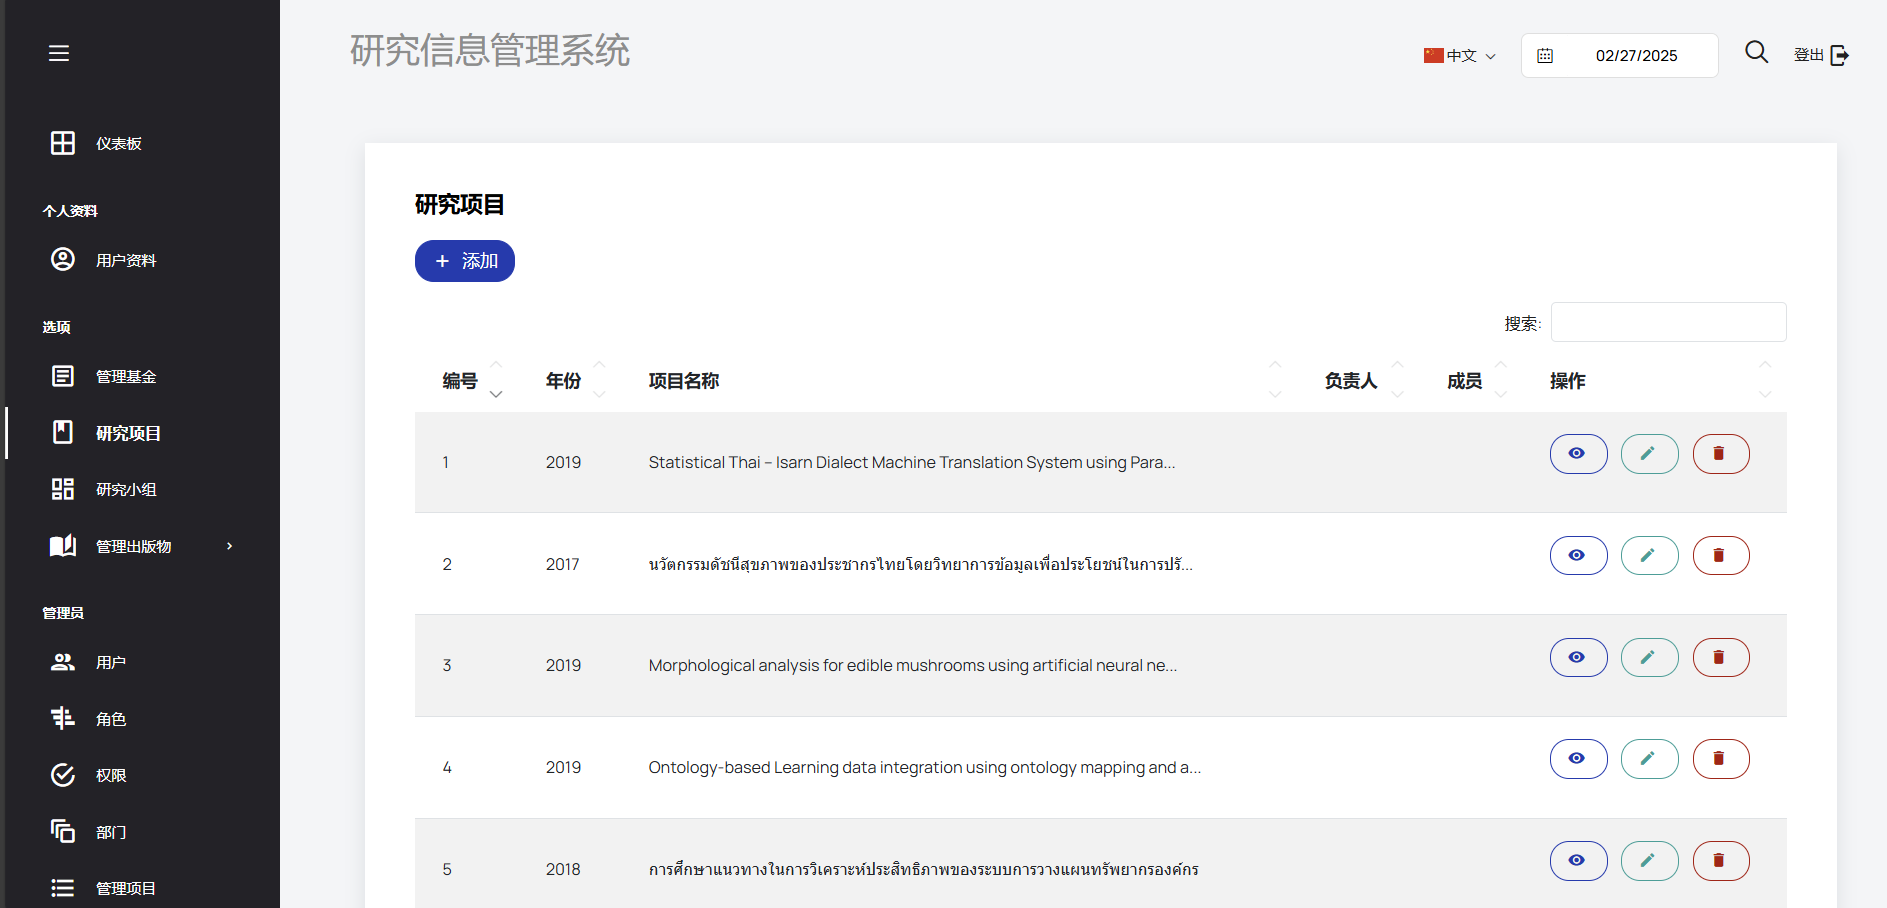 研究信息管理系统
中文
02/27/2025
登出
仪表板
个人资料
用户资料
选项
管理基金
研究项目
研究小组
管理出版物
管理员
用户
角色
权限
部门
管理项目
研究项目
+ 添加
搜索:
编号 年份 项目名称 负责人 成员 操作
1 2019 Statistical Thai – Isarn Dialect Machine Translation System using Para...
2 2017 นวัตกรรมดัชนีสุขภาพของประชากรไทยโดยวิทยาการข้อมูลเพื่อประโยชน์ในการปรั...
3 2019 Morphological analysis for edible mushrooms using artificial neural ne...
4 2019 Ontology-based Learning data integration using ontology mapping and a...
5 2018 การศึกษาแนวทางในการวิเคราะห์ประสิทธิภาพของระบบการวางแผนทรัพยากรองค์กร